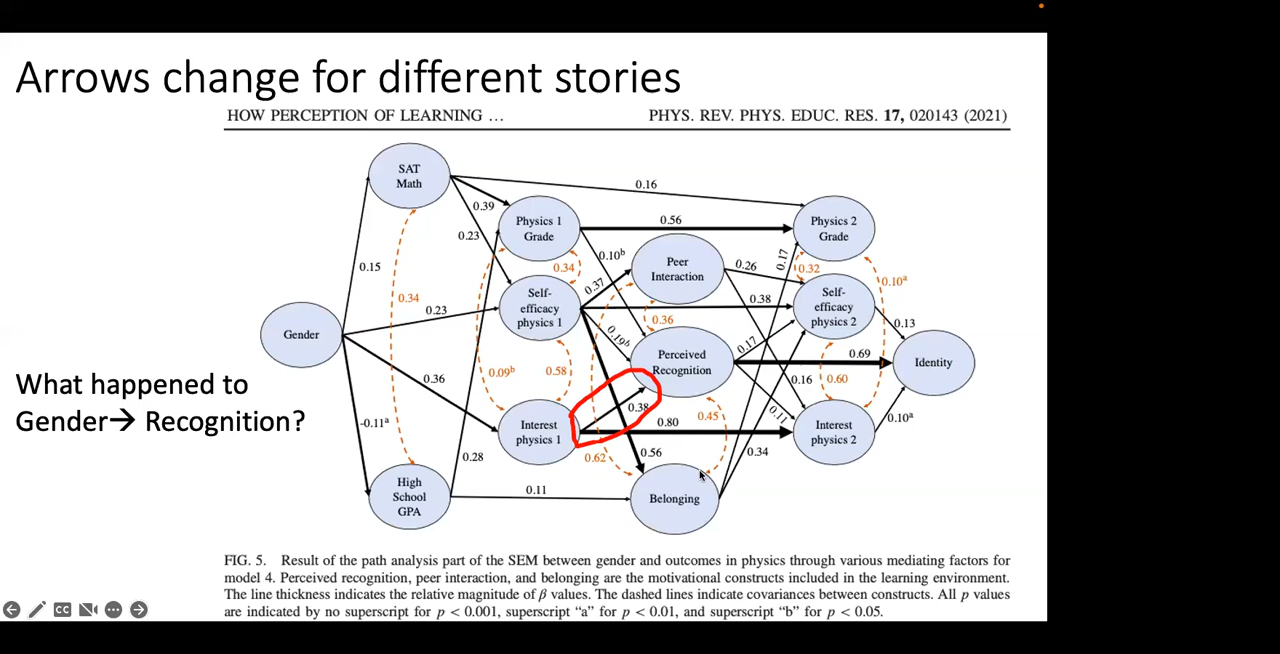 Arrows change for different stories
HOW PERCEPTION OF LEARNING ...
PHYS. REV. PHYS. EDUC. RES. 17, 020143 (2021)
SAT
Math
0.16
0.39
0.23
Physics 1
Grade
0.56
Physics 2
Grade
0.15
0.34
0.34
0.10ᵇ
Peer
Interaction
0.26
0.17
0.32
0.10ᵃ
0.23
Self-
efficacy
physics 1
0.37
0.38
Self-
efficacy
physics 2
0.36
0.13
Gender
0.19ᵇ
Perceived
Recognition
0.17
0.69
Identity
What happened to
Gender→ Recognition?
0.36
0.09ᵇ
0.58
0.16
0.60
0.38
0.45
0.11
0.10ᵃ
-0.11ᵃ
Interest
physics 1
0.80
Interest
physics 2
0.28
0.62
0.56
0.34
High
School
GPA
0.11
Belonging
FIG. 5. Result of the path analysis part of the SEM between gender and outcomes in physics through various mediating factors for
model 4. Perceived recognition, peer interaction, and belonging are the motivational constructs included in the learning environment.
The line thickness indicates the relative magnitude of β values. The dashed lines indicate covariances between constructs. All p values
are indicated by no superscript for p < 0.001, superscript “a” for p < 0.01, and superscript “b” for p < 0.05.
CC